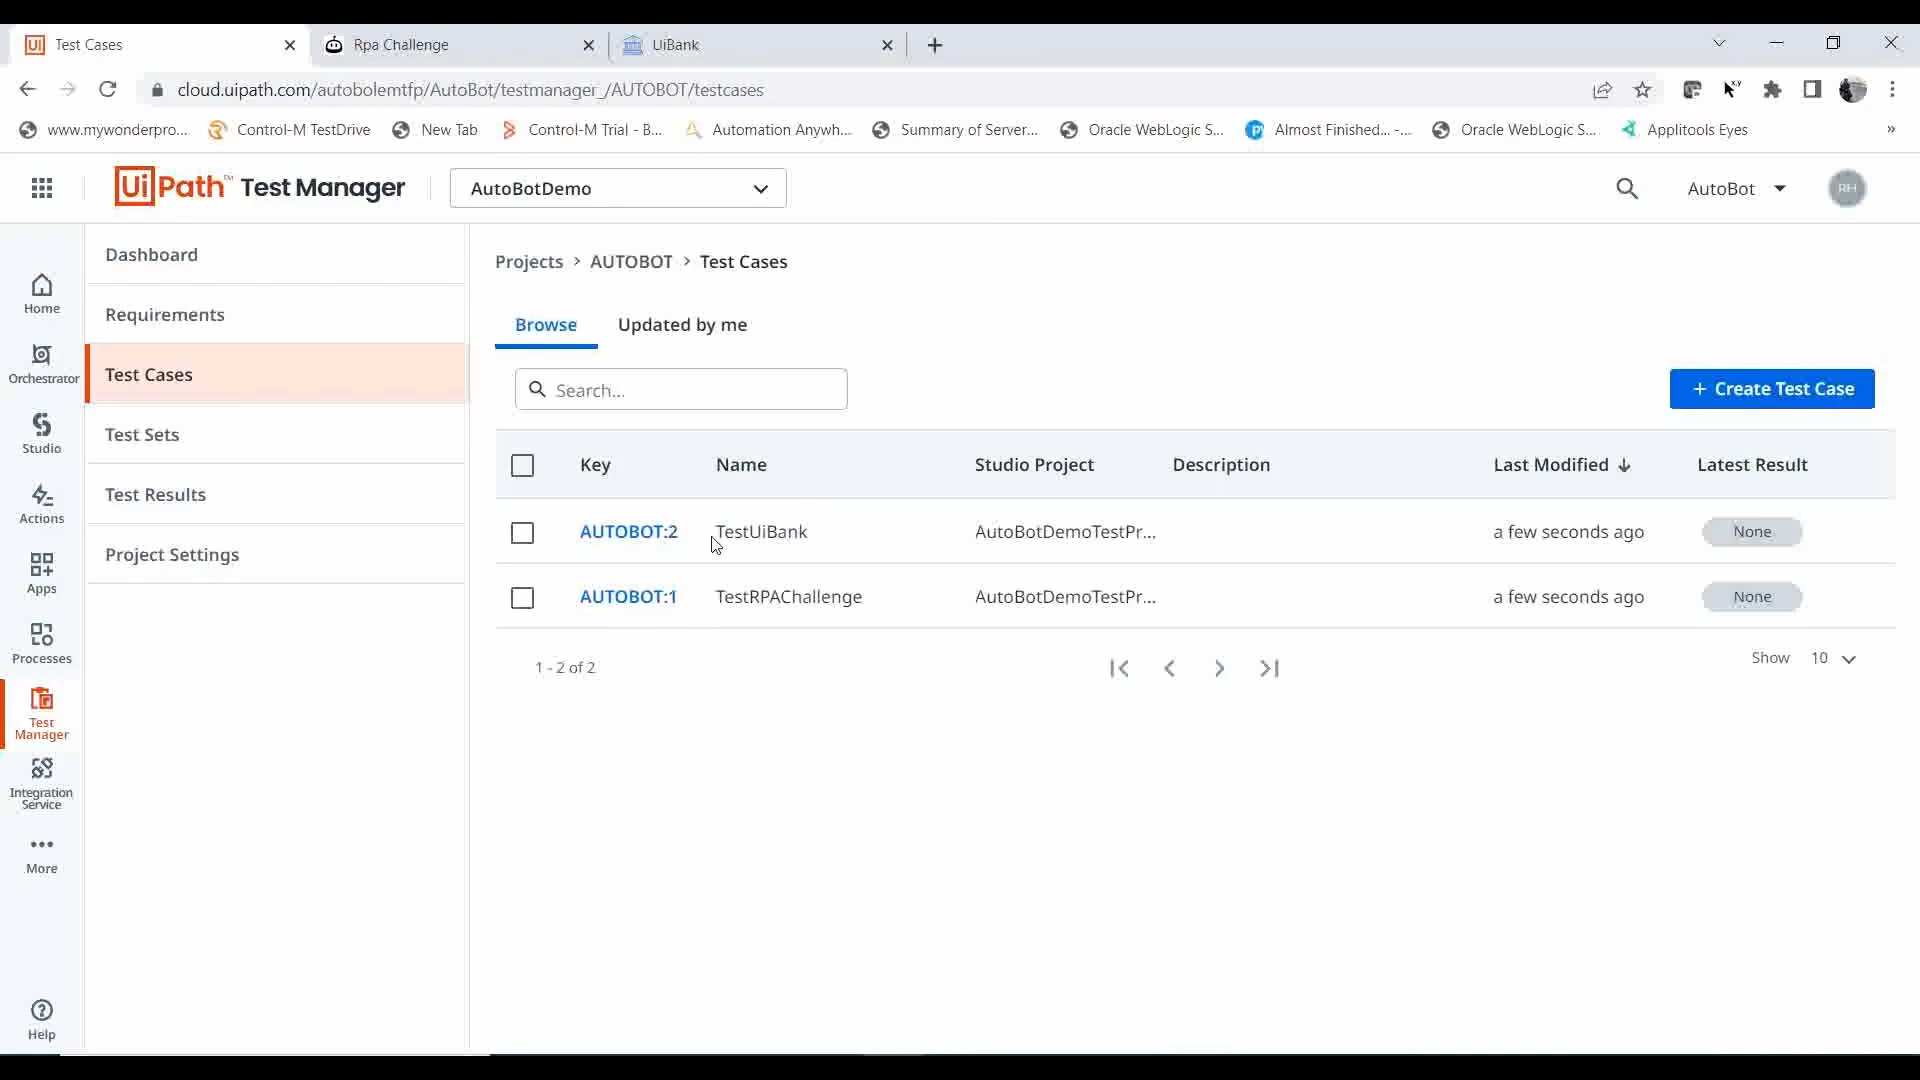 Test Cases
Rpa Challenge
UiBank
cloud.uipath.com/autobolemtfp/AutoBot/testmanager_/AUTOBOT/testcases
www.mywonderpro...
Control-M TestDrive
New Tab
Control-M Trial - B...
Automation Anywh...
Summary of Server...
Oracle WebLogic S...
Almost Finished... -...
Oracle WebLogic S...
Applitools Eyes
»
UiPath™ Test Manager
AutoBotDemo
AutoBot
RH
Home
Orchestrator
Studio
Actions
Apps
Processes
Test
Manager
Integration
Service
More
Help
Dashboard
Requirements
Test Cases
Test Sets
Test Results
Project Settings
Projects > AUTOBOT > Test Cases
Browse Updated by me
Search...
+ Create Test Case
Key Name Studio Project Description Last Modified Latest Result
AUTOBOT:2 TestUiBank AutoBotDemoTestPr... a few seconds ago None
AUTOBOT:1 TestRPAChallenge AutoBotDemoTestPr... a few seconds ago None
1 - 2 of 2
Show 10